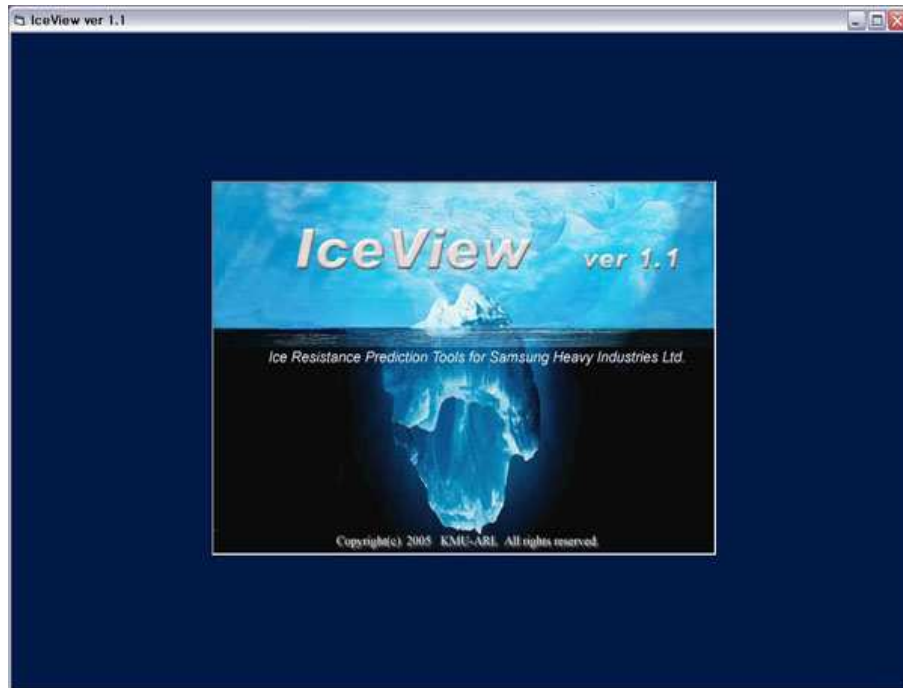 IceView ver 1.1
IceView ver 1.1
Ice Resistance Prediction Tools for Samsung Heavy Industries Ltd.
Copyright(c) 2005 KMU-ARL All rights reserved.